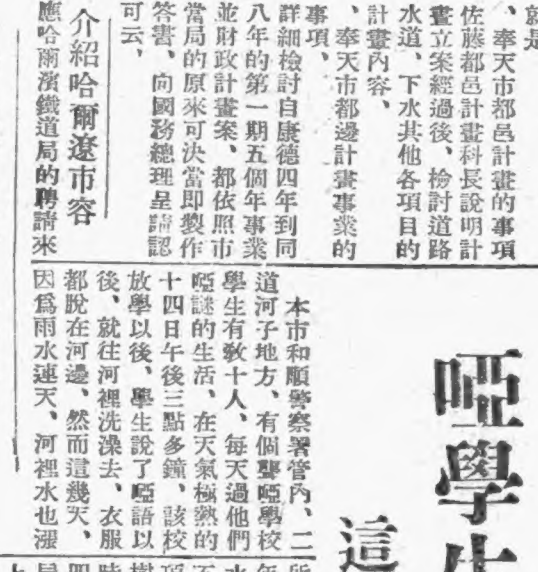 就是
、奉天市都邑計畫的事項
佐藤都邑計畫科長說明計
畫立案經過後、檢討道路
水道、下水其他各項目的
計畫內容、
、奉天市都邊計畫事業的
事項、
詳細檢討自康德四年到同
八年的第一期五個年事業
並財政計畫案、都依照市
當局的原來可決當即製作
答書、向國務總理呈請認
可云、
介紹哈爾遼市容
應哈爾濱鐵道局的聘請來
啞學生
這
本市和順警察署管內、二
道河子地方、有個聾啞學校
學生有數十人、每天過他們
啞謎的生活、在天氣極熱的
十四日午後三點多鐘、該校
放學以後、學生說了啞語以
後、就往河裡洗澡去、衣服
都脫在河邊、然而這幾天、
因爲雨水連天、河裡水也漲